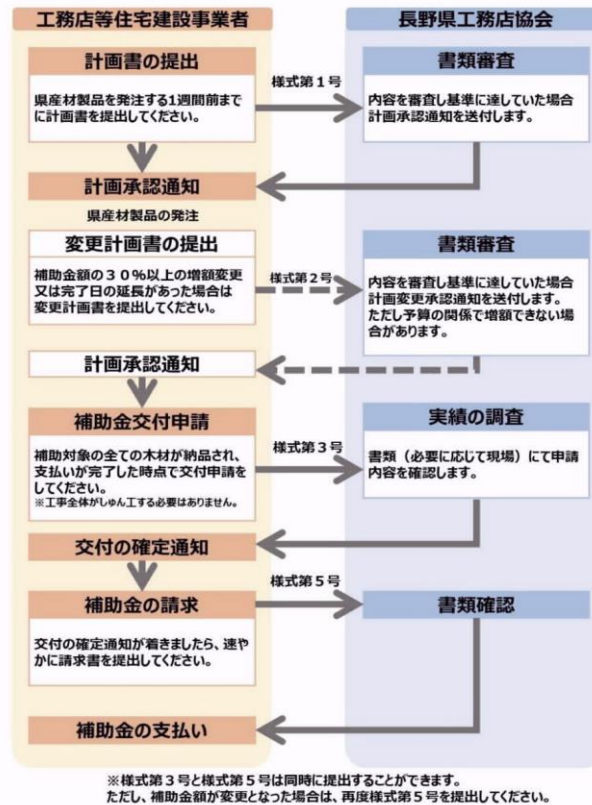 工務店等住宅建設事業者
長野県工務店協会
計画書の提出
県産材製品を発注する1週間前まで
に計画書を提出してください。
様式第1号
書類審査
内容を審査し基準に達していた場合
計画承認通知を送付します。
計画承認通知
県産材製品の発注
変更計画書の提出
補助金額の30%以上の増額変更
又は完了日の延長があった場合は
変更計画書を提出してください。
様式第2号
書類審査
内容を審査し基準に達していた場合
計画変更承認通知を送付します。
ただし予算の関係で増額できない場
合があります。
計画承認通知
補助金交付申請
補助対象の全ての木材が納品され、
支払いが完了した時点で交付申請を
してください。
※工事全体がしゅん工する必要はありません。
様式第3号
実績の調査
書類（必要に応じて現場）にて申請
内容を確認します。
交付の確定通知
補助金の請求
交付の確定通知が着きましたら、速や
かに請求書を提出してください。
様式第5号
書類確認
補助金の支払い
※様式第3号と様式第5号は同時に提出することができます。
ただし、補助金額が変更となった場合は、再度様式第5号を提出してください。